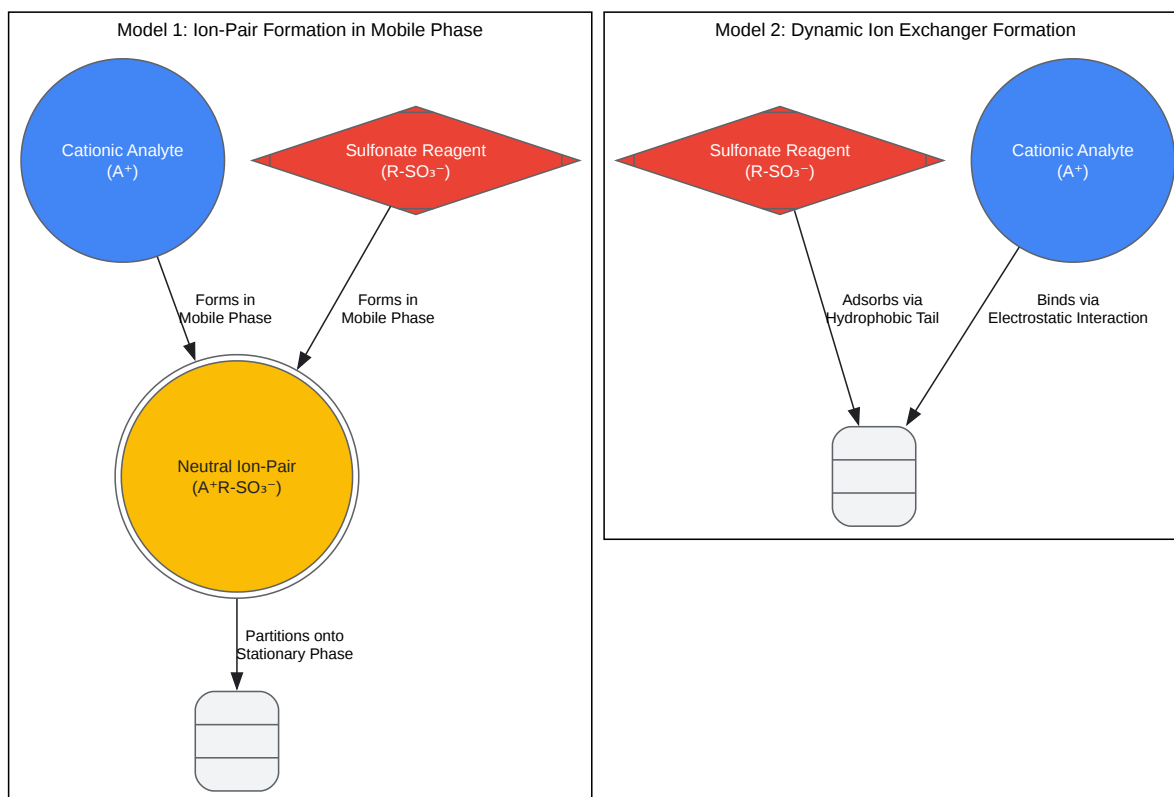 Model 1: Ion-Pair Formation in Mobile Phase
Cationic Analyte
(A⁺)
Sulfonate Reagent
(R-SO₃⁻)
Forms in
Mobile Phase
Forms in
Mobile Phase
Neutral Ion-Pair
(A⁺R-SO₃⁻)
Partitions onto
Stationary Phase
Model 2: Dynamic Ion Exchanger Formation
Sulfonate Reagent
(R-SO₃⁻)
Cationic Analyte
(A⁺)
Adsorbs via
Hydrophobic Tail
Binds via
Electrostatic Interaction